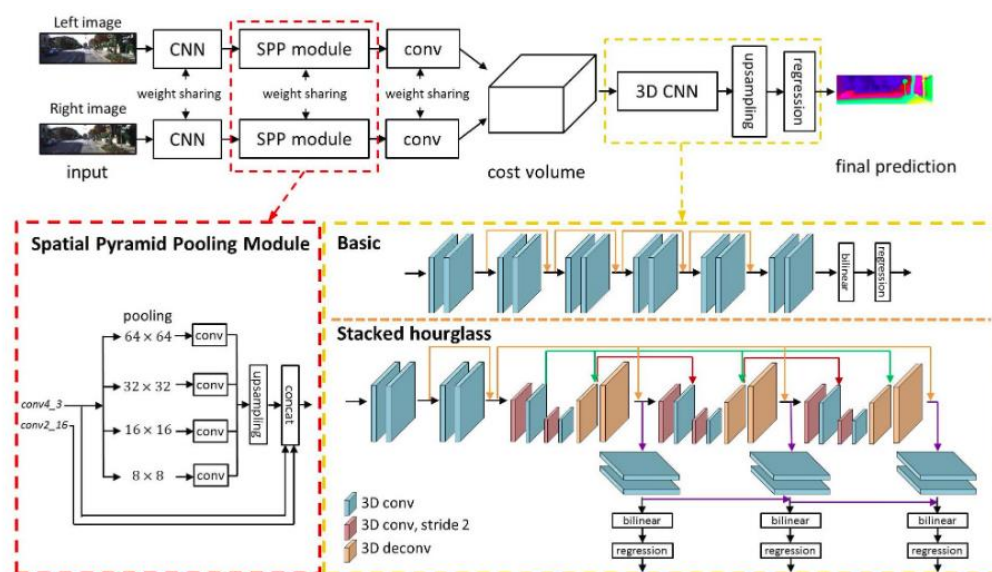 Left image
CNN
SPP module
conv
weight sharing
weight sharing
weight sharing
Right image
CNN
SPP module
conv
input
cost volume
3D CNN
upsampling
regression
final prediction
Spatial Pyramid Pooling Module
pooling
64 × 64
conv
32 × 32
conv
16 × 16
conv
8 × 8
conv
conv4_3
conv2_16
upsampling
concat
Basic
bilinear
regression
Stacked hourglass
3D conv
3D conv, stride 2
3D deconv
bilinear
bilinear
bilinear
regression
regression
regression